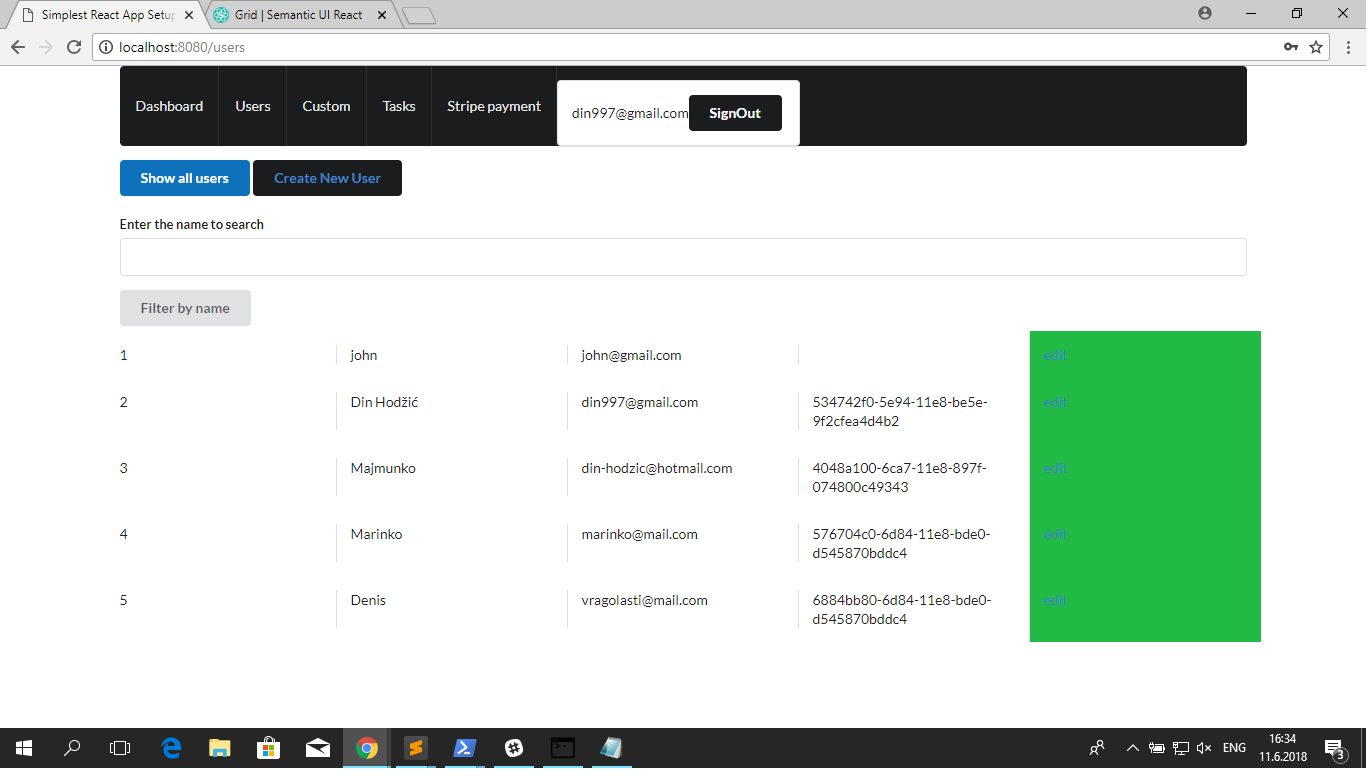 Simplest React App Setup
Grid | Semantic UI React
localhost:8080/users
Dashboard
Users
Custom
Tasks
Stripe payment
din997@gmail.com
SignOut
Show all users
Create New User
Enter the name to search
Filter by name
1 john john@gmail.com edit
2 Din Hodžić din997@gmail.com 534742f0-5e94-11e8-be5e- edit
9f2cfea4d4b2
3 Majmunko din-hodzic@hotmail.com 4048a100-6ca7-11e8-897f- edit
074800c49343
4 Marinko marinko@mail.com 576704c0-6d84-11e8-bde0- edit
d545870bddc4
5 Denis vragolasti@mail.com 6884bb80-6d84-11e8-bde0- edit
d545870bddc4
ENG
16:34
11.6.2018
3